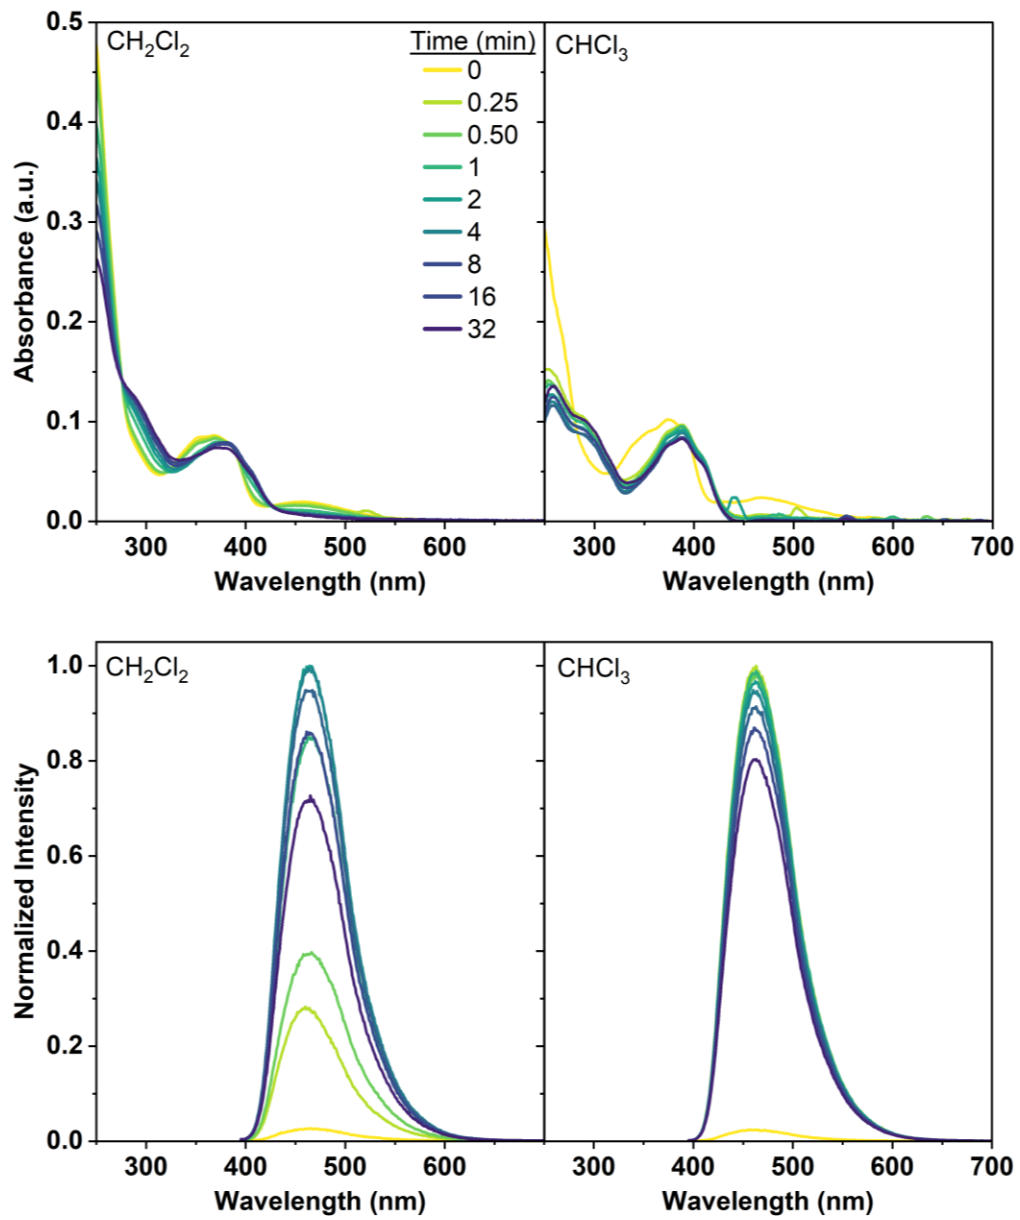 CH₂Cl₂
Time (min)
0
0.25
0.50
1
2
4
8
16
32
CHCl₃
0.5
0.4
0.3
0.2
0.1
0.0
Absorbance (a.u.)
300 400 500 600
300 400 500 600 700
Wavelength (nm)
Wavelength (nm)
CH₂Cl₂
CHCl₃
1.0
0.8
0.6
0.4
0.2
0.0
Normalized Intensity
300 400 500 600
300 400 500 600 700
Wavelength (nm)
Wavelength (nm)